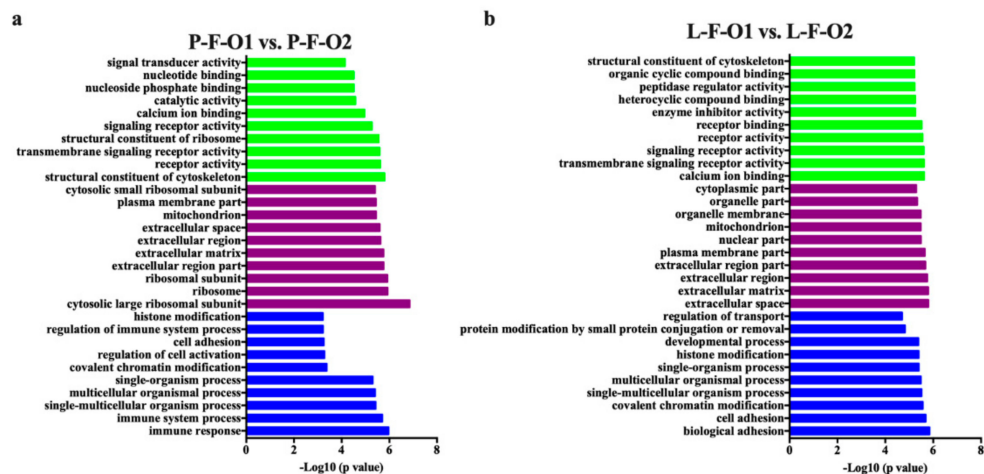 a
P-F-O1 vs. P-F-O2
signal transducer activity
nucleotide binding
nucleoside phosphate binding
catalytic activity
calcium ion binding
signaling receptor activity
structural constituent of ribosome
transmembrane signaling receptor activity
receptor activity
structural constituent of cytoskeleton
cytosolic small ribosomal subunit
plasma membrane part
mitochondrion
extracellular space
extracellular region
extracellular matrix
extracellular region part
ribosomal subunit
ribosome
cytosolic large ribosomal subunit
histone modification
regulation of immune system process
cell adhesion
regulation of cell activation
covalent chromatin modification
single-organism process
multicellular organismal process
single-multicellular organism process
immune system process
immune response
0 2 4 6 8
-Log10 (p value)
b
L-F-O1 vs. L-F-O2
structural constituent of cytoskeleton
organic cyclic compound binding
peptidase regulator activity
heterocyclic compound binding
enzyme inhibitor activity
receptor binding
receptor activity
signaling receptor activity
transmembrane signaling receptor activity
calcium ion binding
cytoplasmic part
organelle part
organelle membrane
mitochondrion
nuclear part
plasma membrane part
extracellular region part
extracellular region
extracellular matrix
extracellular space
regulation of transport
protein modification by small protein conjugation or removal
developmental process
histone modification
single-organism process
multicellular organismal process
single-multicellular organism process
covalent chromatin modification
cell adhesion
biological adhesion
0 2 4 6 8
-Log10 (p value)